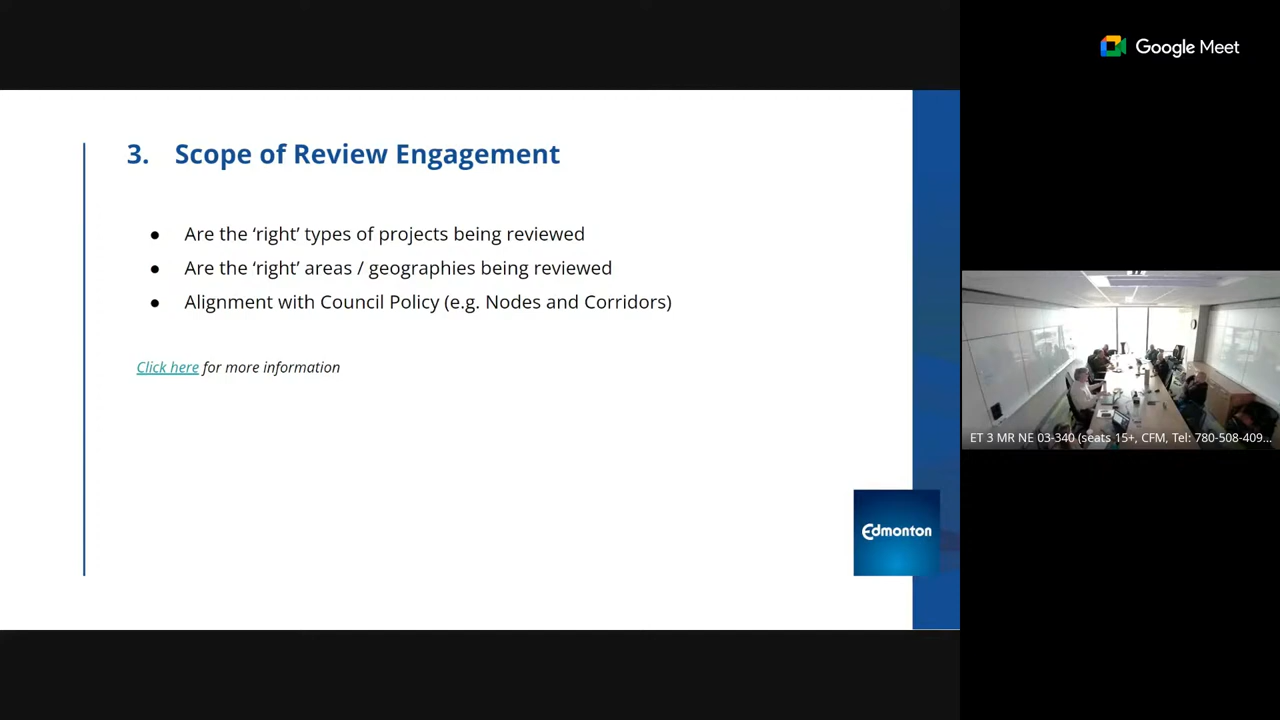 Google Meet
3. Scope of Review Engagement
● Are the ‘right’ types of projects being reviewed
● Are the ‘right’ areas / geographies being reviewed
● Alignment with Council Policy (e.g. Nodes and Corridors)
Click here for more information
Edmonton
ET 3 MR NE 03-340 (seats 15+, CFM, Tel: 780-508-409...